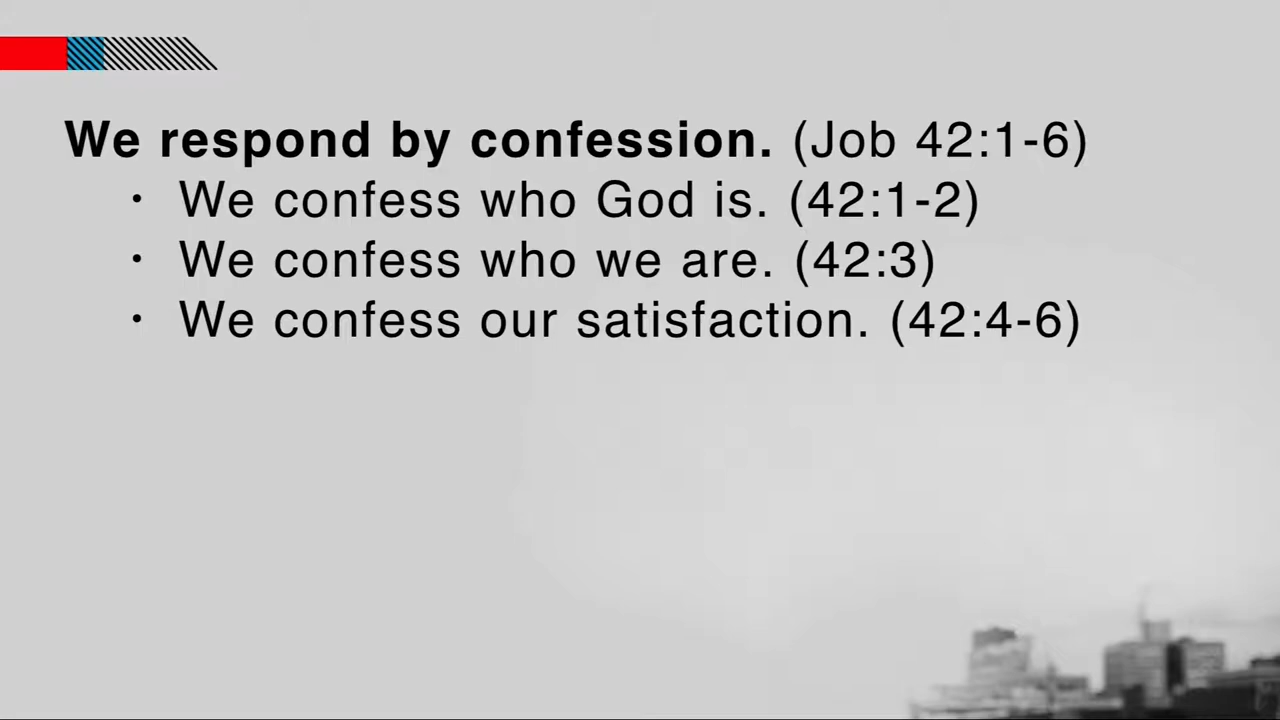 We respond by confession. (Job 42:1-6)
· We confess who God is. (42:1-2)
· We confess who we are. (42:3)
· We confess our satisfaction. (42:4-6)